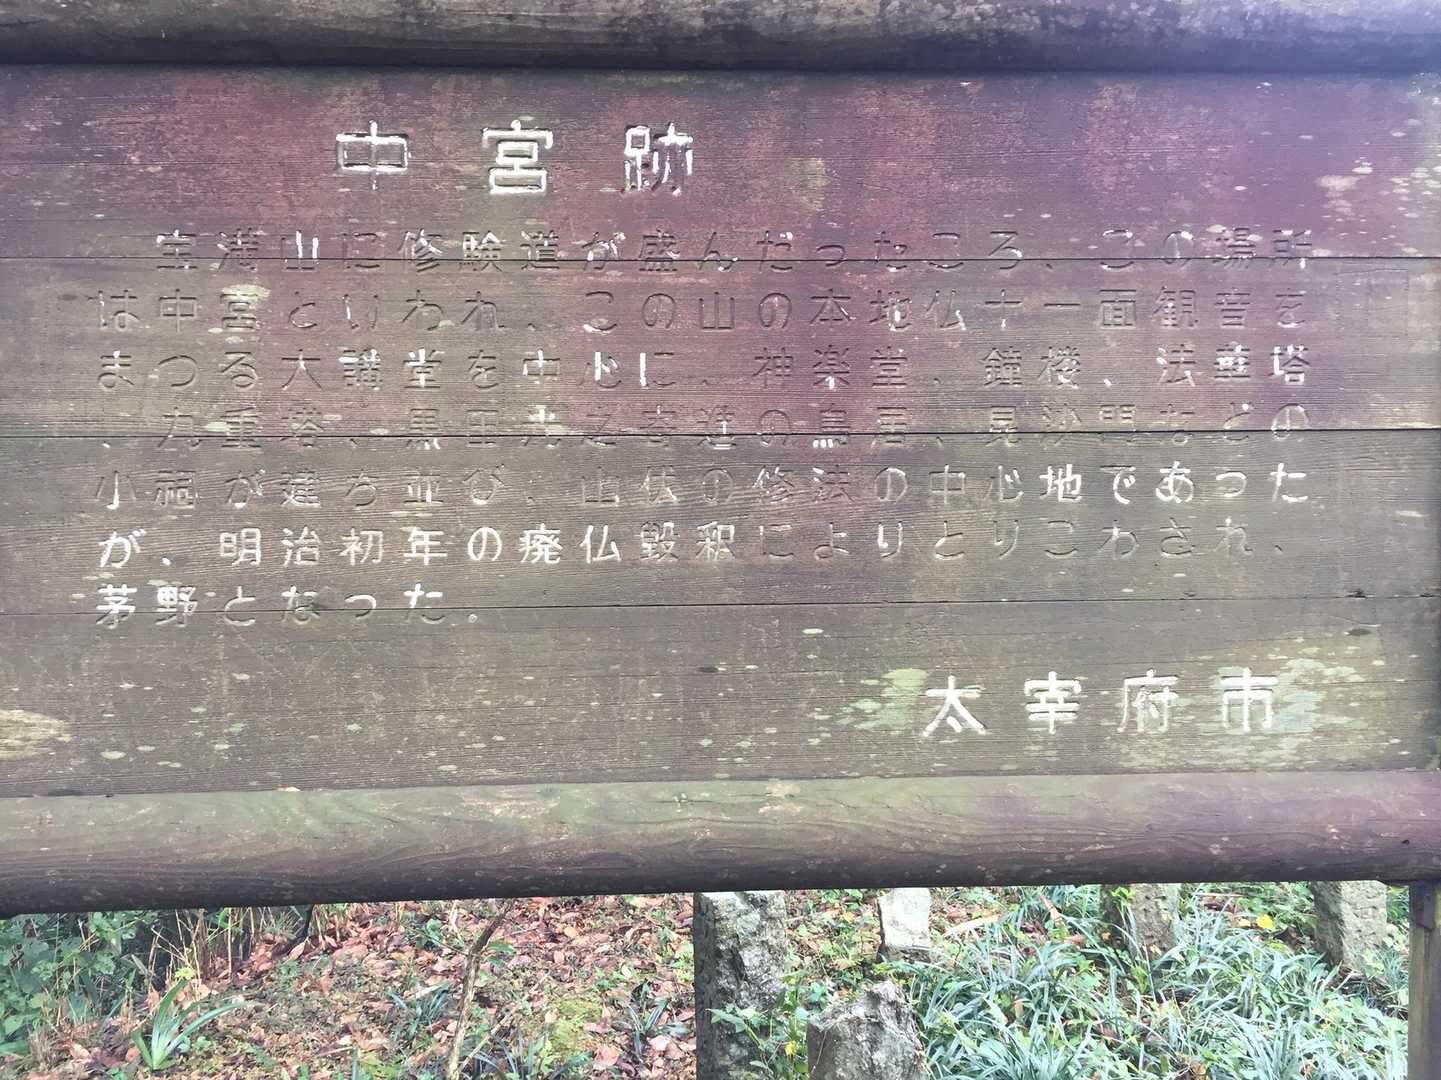 中宮跡
宝満山に修験道が盛んだったころ、この場所
は中宮といわれ、この山の本地仏十一面観音を
まつる大講堂を中心に、神楽堂、鐘楼、法華塔
、九重塔、黒田光之寄進の鳥居、毘沙門などの
小祠が建ち並び、山伏の修法の中心地であった
が、明治初年の廃仏毀釈によりとりこわされ、
茅野となった。
太宰府市